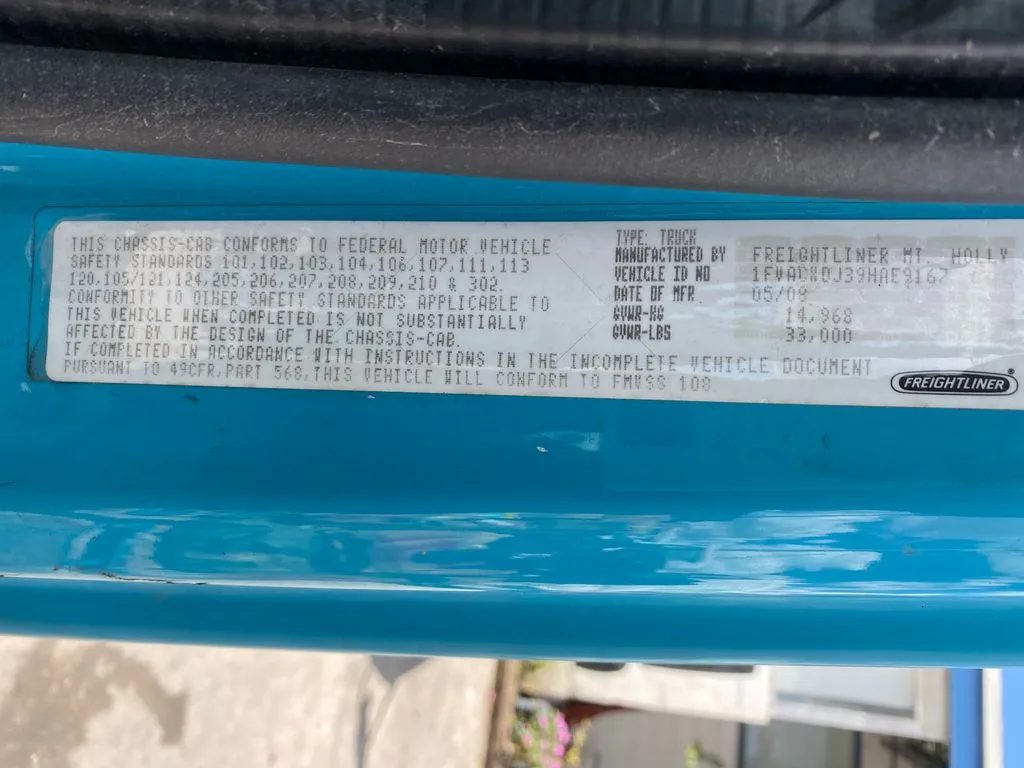 THIS CHASSIS-CAB CONFORMS TO FEDERAL MOTOR VEHICLE
SAFETY STANDARDS 101,102,103,104,106,107,111,113
120,105/121,124,205,206,207,208,209,210 & 302.
CONFORMITY TO OTHER SAFETY STANDARDS APPLICABLE TO
THIS VEHICLE WHEN COMPLETED IS NOT SUBSTANTIALLY
AFFECTED BY THE DESIGN OF THE CHASSIS-CAB.
IF COMPLETED IN ACCORDANCE WITH INSTRUCTIONS IN THE INCOMPLETE VEHICLE DOCUMENT
PURSUANT TO 49CFR,PART 568,THIS VEHICLE WILL CONFORM TO FMVSS 108
TYPE: TRUCK
MANUFACTURED BY FREIGHTLINER MT. HOLLY
VEHICLE ID NO 1FVACXDJ39HAE9167
DATE OF MFR 05/08
GVWR-KG 14,968
GVWR-LBS 33,000
FREIGHTLINER®